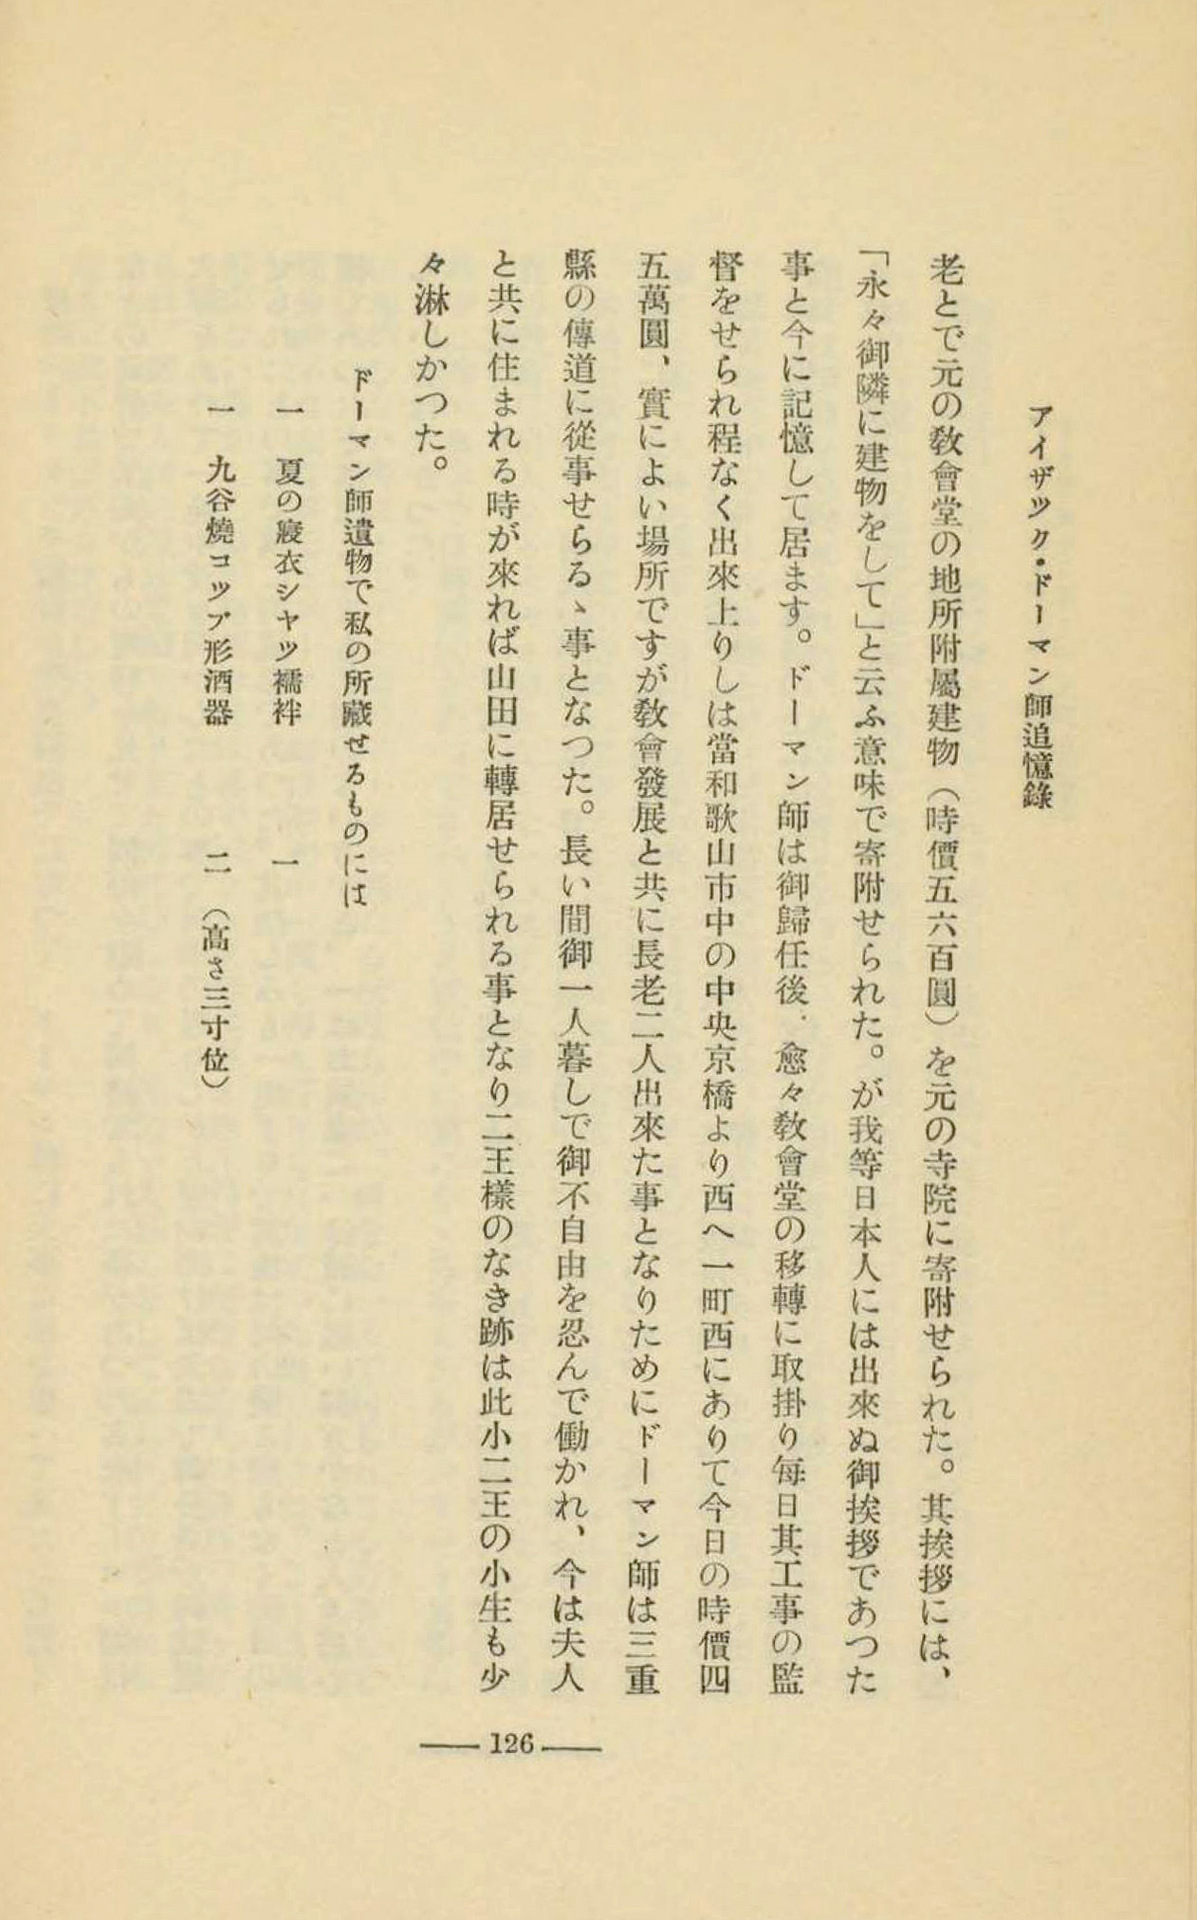 アイザツク・ドーマン師追憶錄
老とで元の敎會堂の地所附屬建物（時價五六百圓）を元の寺院に寄附せられた。其挨拶には、
「永々御隣に建物をして」と云ふ意味で寄附せられた。が我等日本人には出來ぬ御挨拶であつた
事と今に記憶して居ます。ドーマン師は御歸任後、愈々敎會堂の移轉に取掛り每日其工事の監
督をせられ程なく出來上りしは當和歌山市中の中央京橋より西へ一町西にありて今日の時價四
五萬圓、實によい場所ですが敎會發展と共に長老二人出來た事となりためにドーマン師は三重
縣の傳道に從事せらるゝ事となつた。長い間御一人暮しで御不自由を忍んで働かれ、今は夫人
と共に住まれる時が來れば山田に轉居せられる事となり二王樣のなき跡は此小二王の小生も少
々淋しかつた。
ドーマン師遺物で私の所藏せるものには
一　夏の寢衣シヤツ襦袢　　　　一
一　九谷燒コツプ形酒器　　　　二　（高さ三寸位）
126